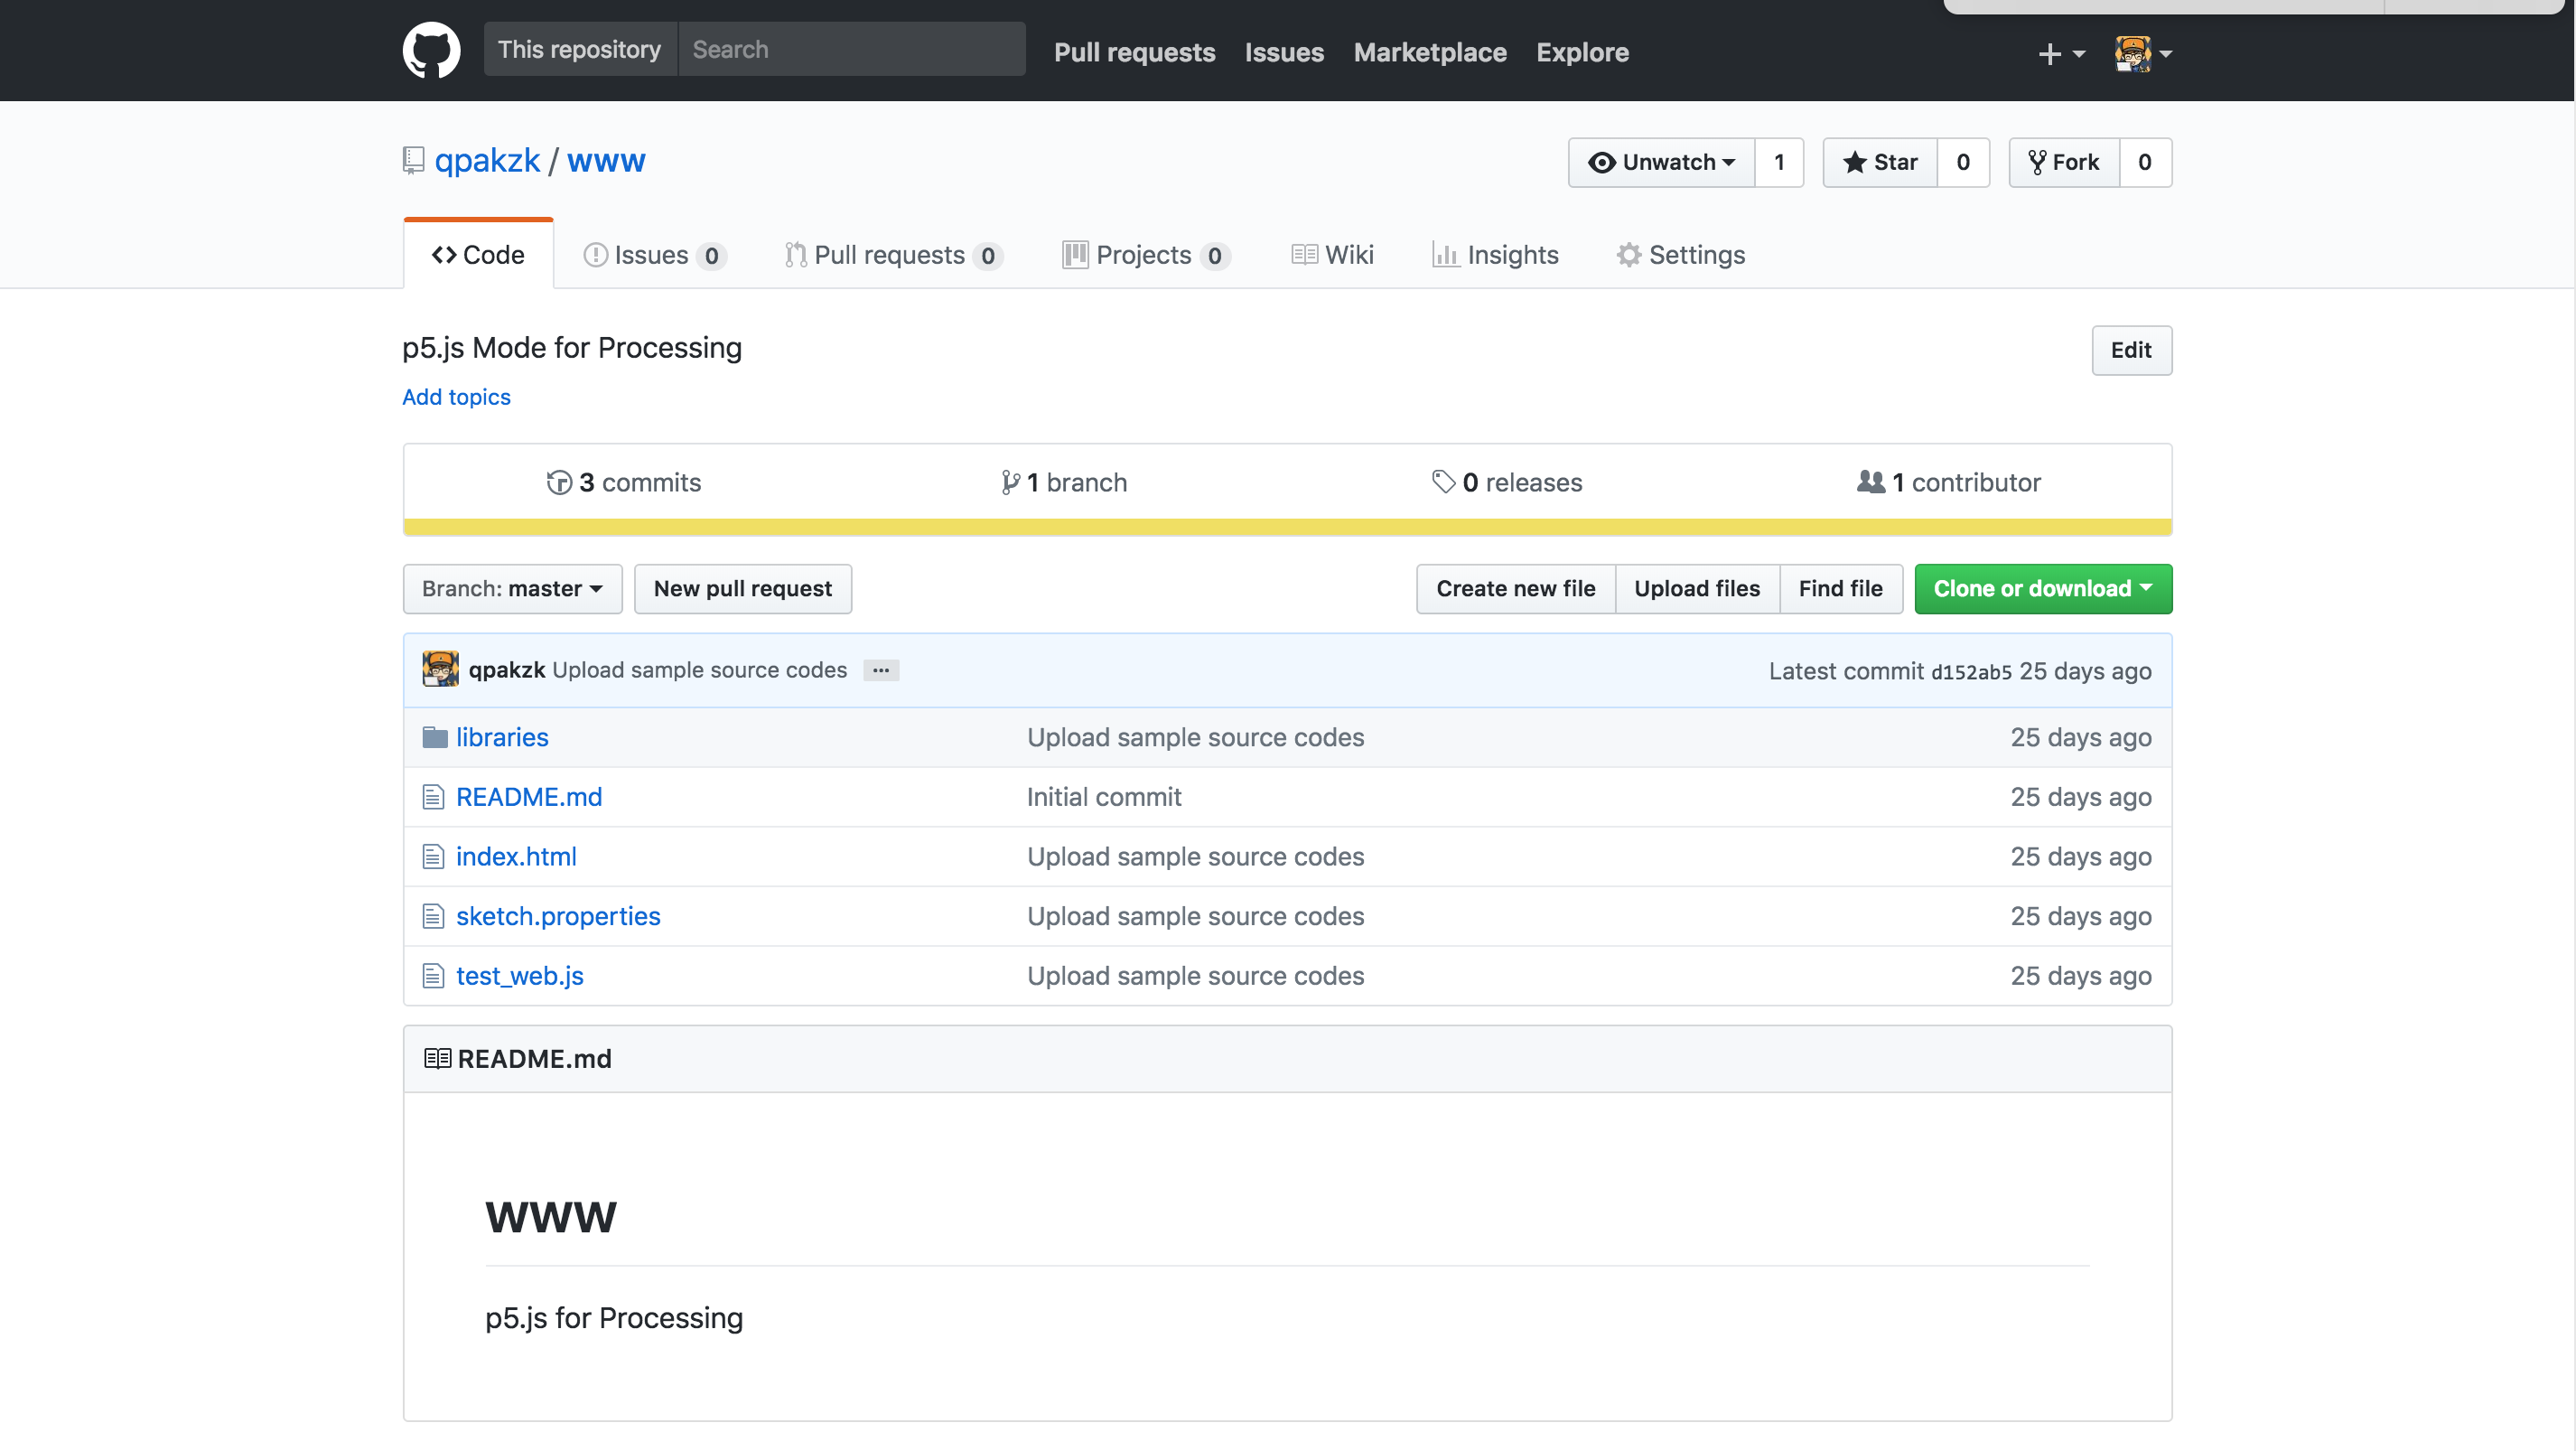 This repository Search Pull requests Issues Marketplace Explore
qpakzk / www Unwatch 1 Star 0 Fork 0
Code Issues 0 Pull requests 0 Projects 0 Wiki Insights Settings
p5.js Mode for Processing Edit
Add topics
3 commits 1 branch 0 releases 1 contributor
Branch: master New pull request Create new file Upload files Find file Clone or download
qpakzk Upload sample source codes ... Latest commit d152ab5 25 days ago
libraries Upload sample source codes 25 days ago
README.md Initial commit 25 days ago
index.html Upload sample source codes 25 days ago
sketch.properties Upload sample source codes 25 days ago
test_web.js Upload sample source codes 25 days ago
README.md
www
p5.js for Processing